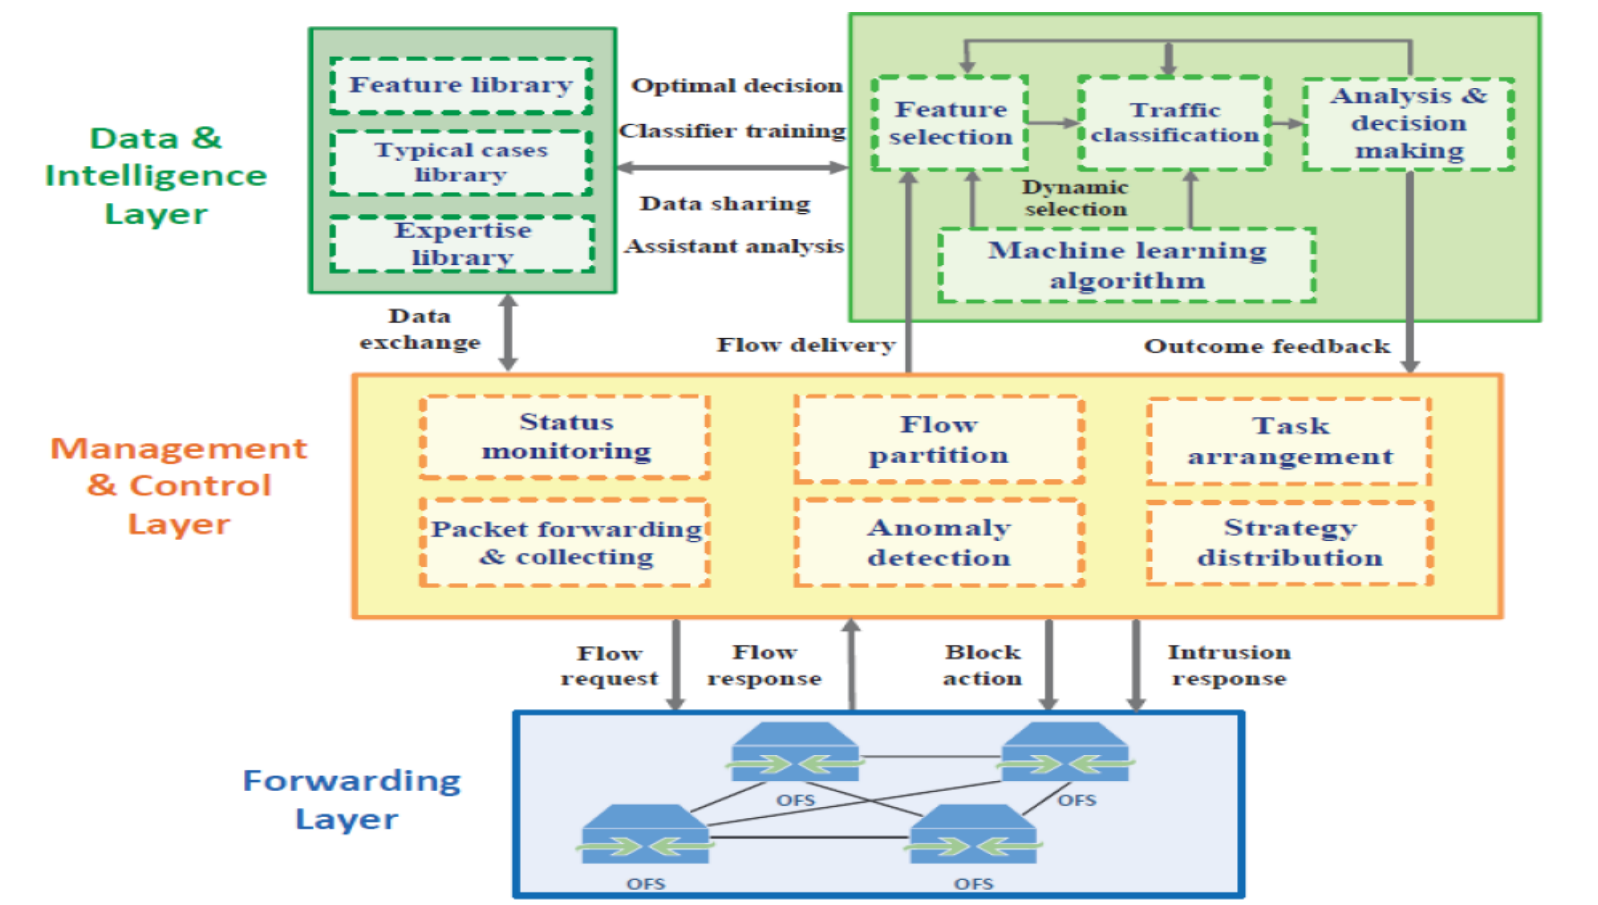 Data &
Intelligence
Layer
Feature library
Typical cases
library
Expertise
library
Optimal decision
Classifier training
Data sharing
Assistant analysis
Feature
selection
Traffic
classification
Analysis &
decision
making
Dynamic
selection
Machine learning
algorithm
Data
exchange
Flow delivery
Outcome feedback
Management
& Control
Layer
Status
monitoring
Flow
partition
Task
arrangement
Packet forwarding
& collecting
Anomaly
detection
Strategy
distribution
Flow
request
Flow
response
Block
action
Intrusion
response
Forwarding
Layer
OFS
OFS
OFS
OFS